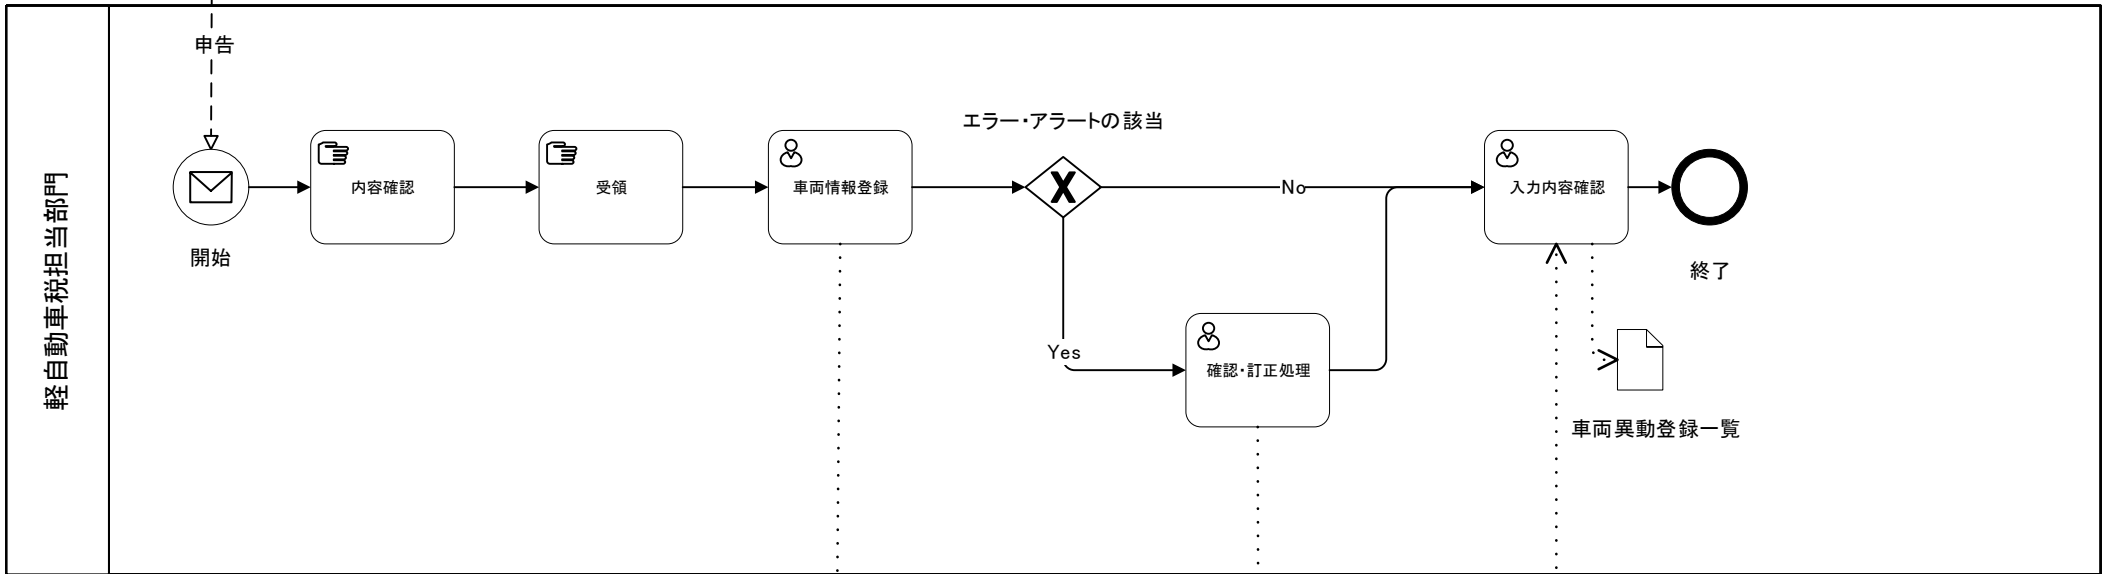 申告
軽自動車税担当部門
エラー・アラートの該当
内容確認
受領
車両情報登録
No
入力内容確認
開始
終了
Yes
確認・訂正処理
車両異動登録一覧